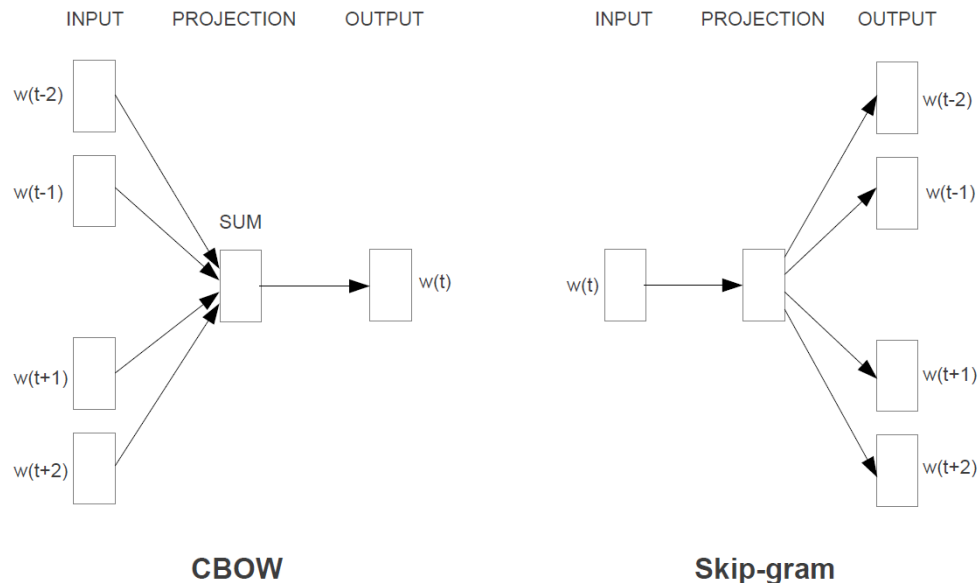 INPUT PROJECTION OUTPUT
w(t-2)
w(t-1)
SUM
w(t)
w(t+1)
w(t+2)
CBOW
INPUT PROJECTION OUTPUT
w(t-2)
w(t-1)
w(t)
w(t+1)
w(t+2)
Skip-gram